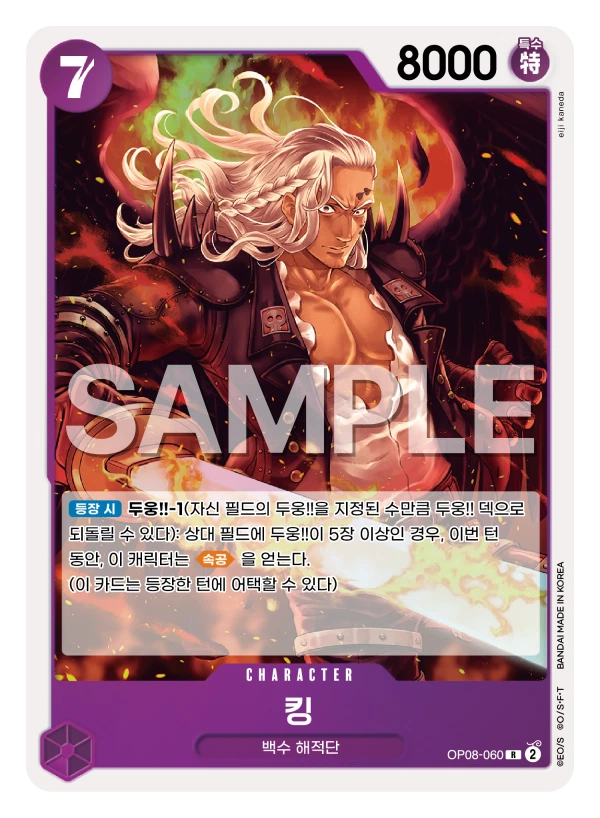 7
8000
특수
特
eiji kaneda
SAMPLE
등장 시 두웅!!-1(자신 필드의 두웅!!을 지정된 수만큼 두웅!! 덱으로
되돌릴 수 있다): 상대 필드에 두웅!!이 5장 이상인 경우, 이번 턴
동안, 이 캐릭터는 속공 을 얻는다.
(이 카드는 등장한 턴에 어택할 수 있다)
CHARACTER
킹
백수 해적단
OP08-060 R 2
©EO/S ©O/S·F·T BANDAI MADE IN KOREA